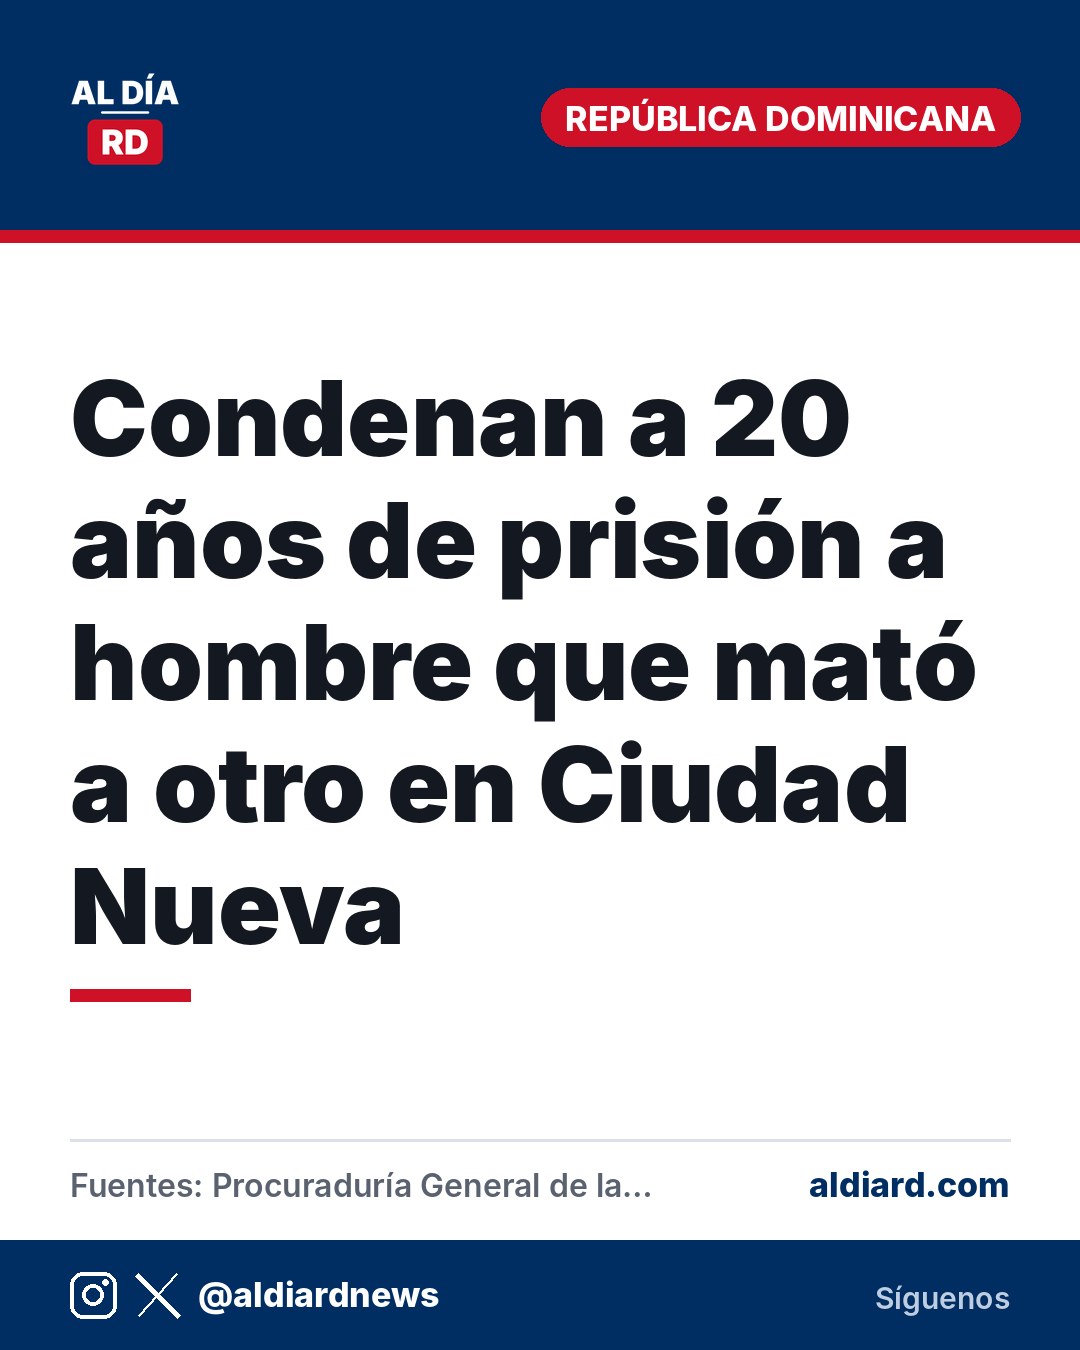 AL DÍA
RD
REPÚBLICA DOMINICANA
Condenan a 20
años de prisión a
hombre que mató
a otro en Ciudad
Nueva
Fuentes: Procuraduría General de la...
aldiard.com
@aldiardnews
Síguenos